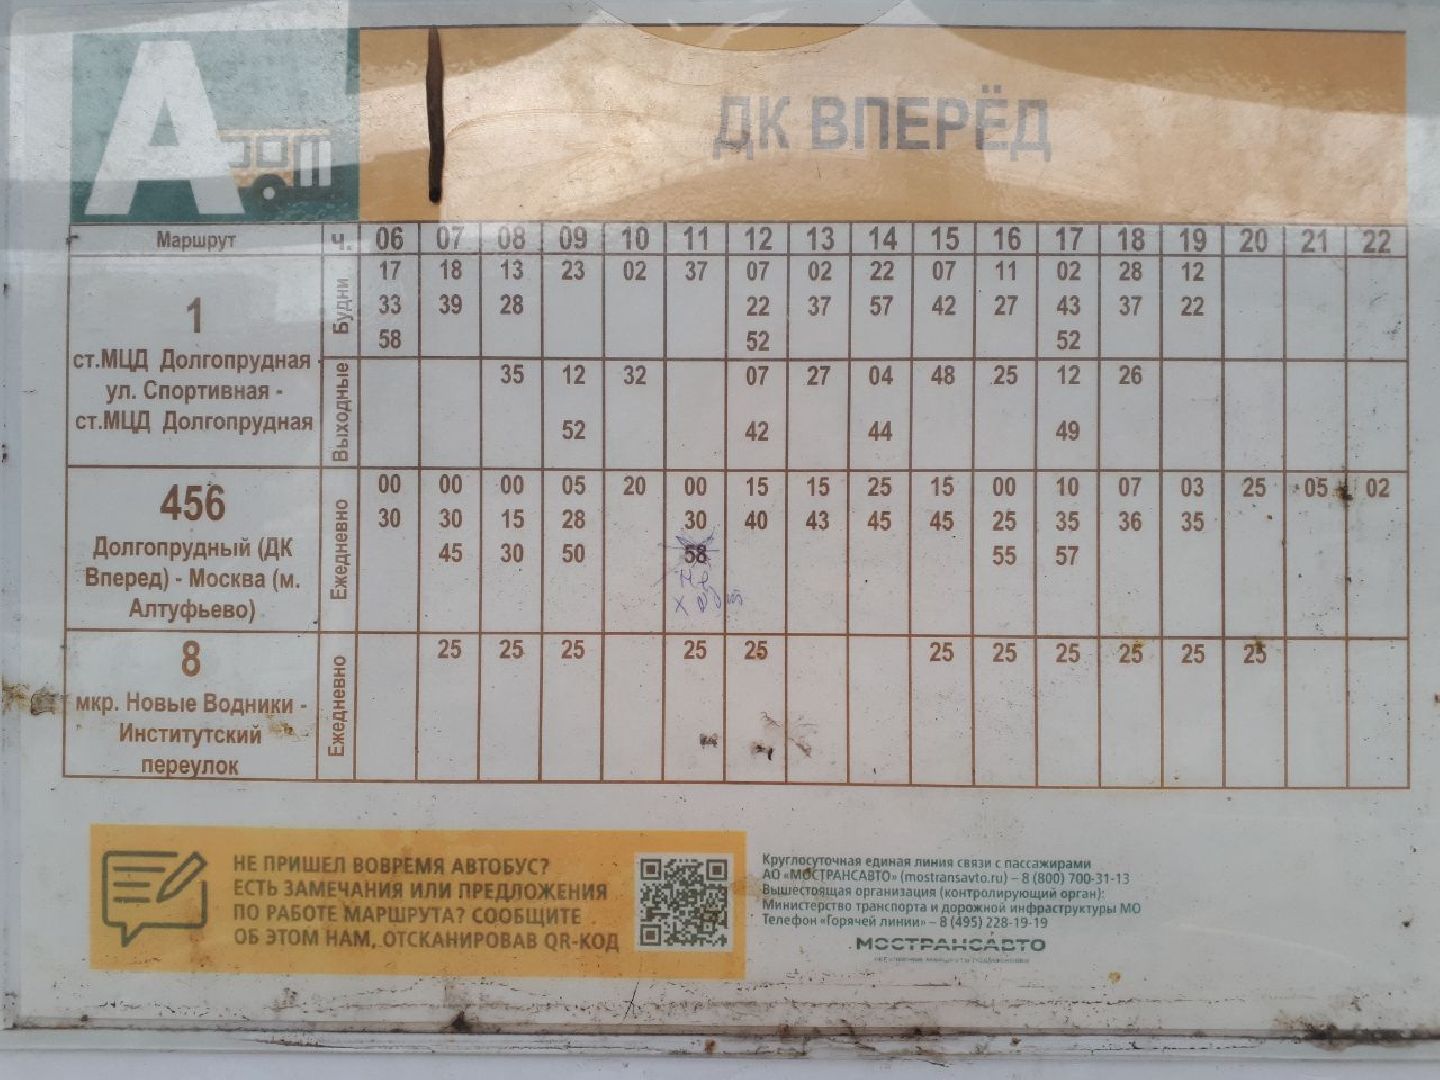 А
ДК ВПЕРЁД
Маршрут ч. 06 07 08 09 10 11 12 13 14 15 16 17 18 19 20 21 22
1
ст.МЦД Долгопрудная -
ул. Спортивная -
ст.МЦД Долгопрудная
Будни
17 18 13 23 02 37 07 02 22 07 11 02 28 12
33 39 28 22 37 57 42 27 43 37 22
58 52 52
Выходные
35 12 32 07 27 04 48 25 12 26
52 42 44 49
456
Долгопрудный (ДК
Вперед) - Москва (м.
Алтуфьево)
Ежедневно
00 00 00 05 20 00 15 15 25 15 00 10 07 03 25 05 02
30 30 15 28 30 40 43 45 45 25 35 36 35
45 30 50 58 55 57
8
мкр. Новые Водники -
Институтский
переулок
Ежедневно
25 25 25 25 25 25 25 25 25 25 25
НЕ ПРИШЕЛ ВОВРЕМЯ АВТОБУС?
ЕСТЬ ЗАМЕЧАНИЯ ИЛИ ПРЕДЛОЖЕНИЯ
ПО РАБОТЕ МАРШРУТА? СООБЩИТЕ
ОБ ЭТОМ НАМ, ОТСКАНИРОВАВ QR-КОД
Круглосуточная единая линия связи с пассажирами
АО «МОСТРАНСАВТО» (mostransavto.ru) – 8 (800) 700-31-13
Вышестоящая организация (контролирующий орган):
Министерство транспорта и дорожной инфраструктуры МО
Телефон «Горячей линии» – 8 (495) 228-19-19
МОСТРАНСАВТО